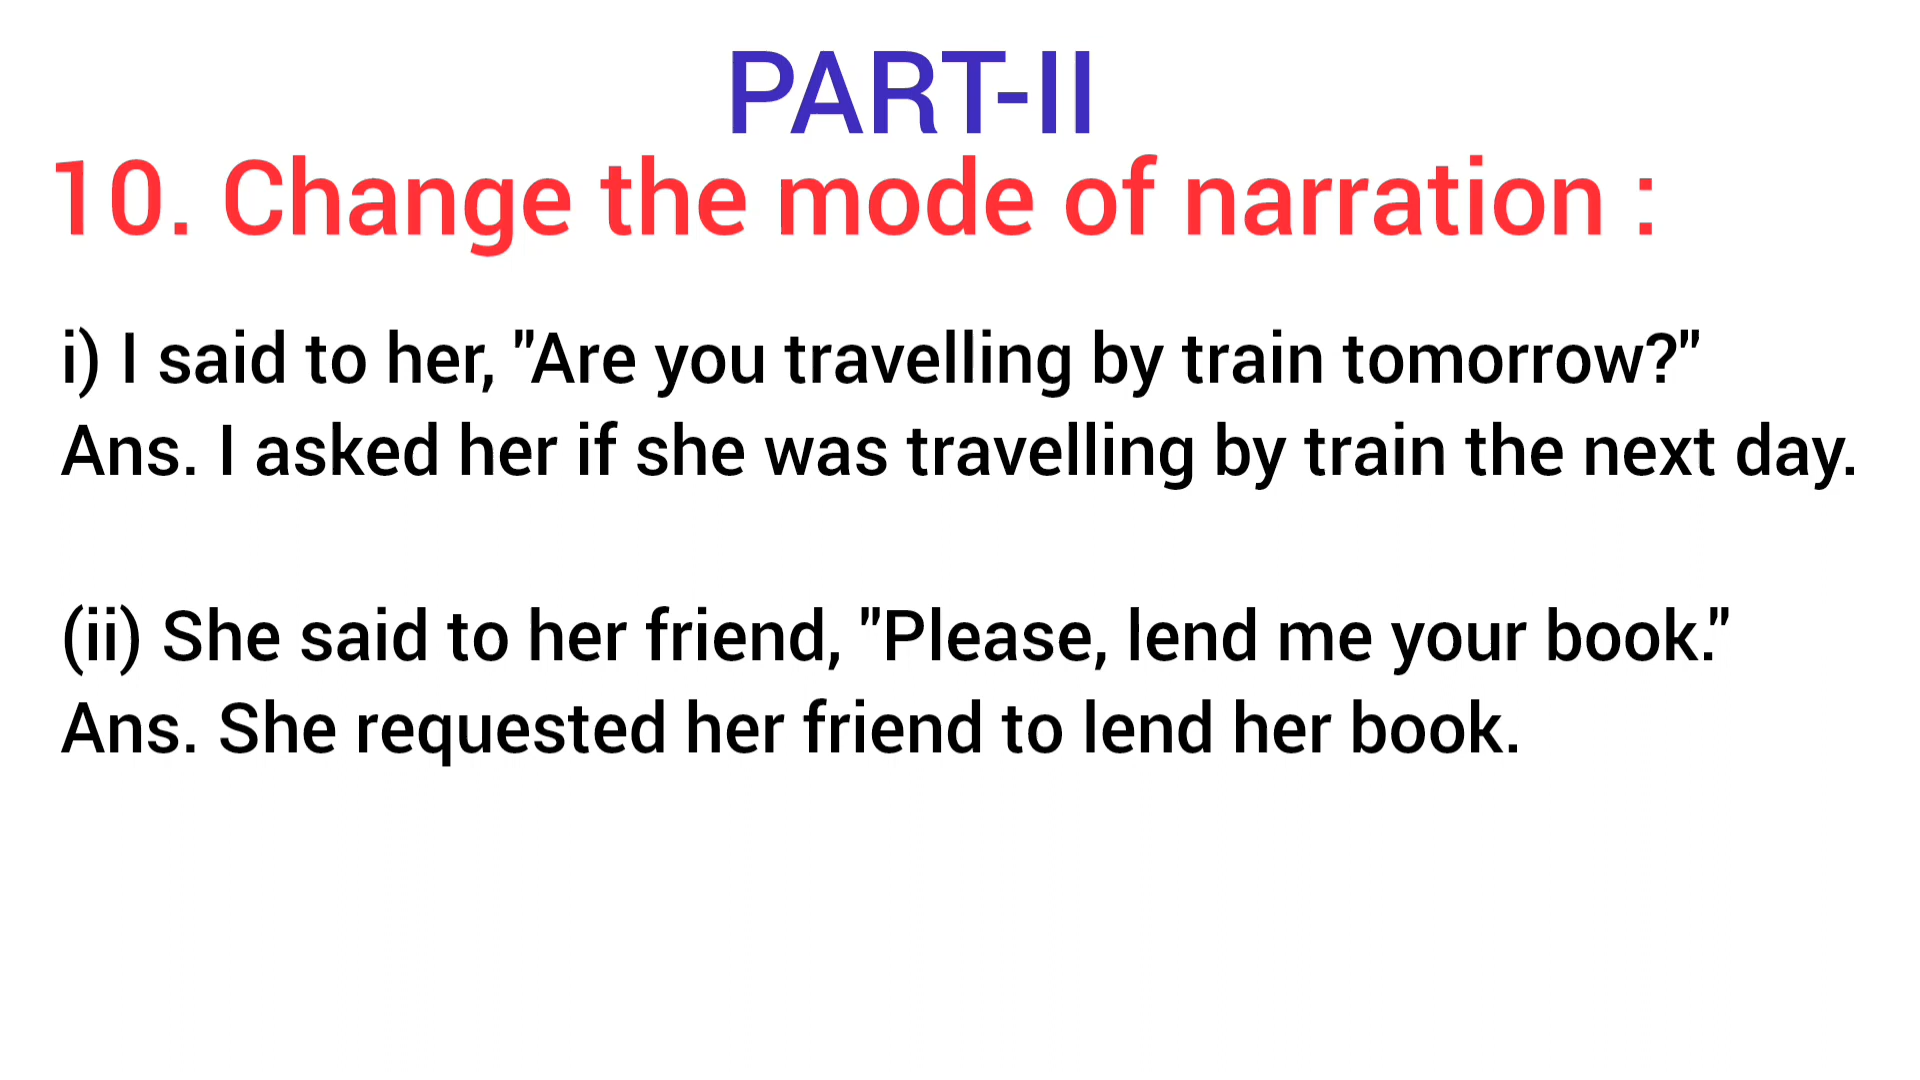 PART-II
10. Change the mode of narration :
i) I said to her, "Are you travelling by train tomorrow?"
Ans. I asked her if she was travelling by train the next day.
(ii) She said to her friend, "Please, lend me your book."
Ans. She requested her friend to lend her book.